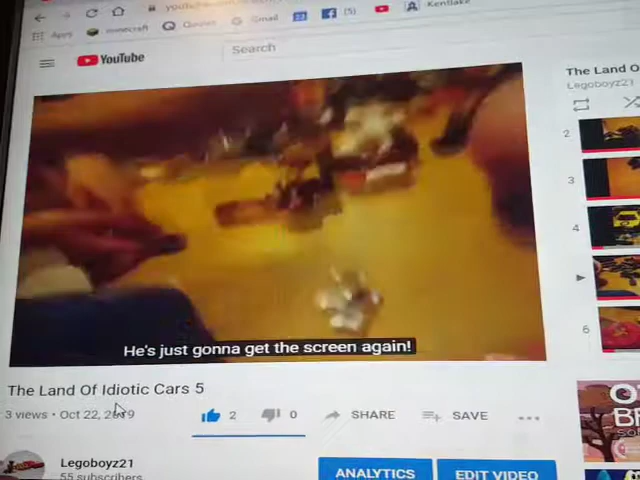 (5)
Kentlake
Apps
minecraft
Quotev
Gmail
YouTube
Search
The Land O
Legoboyz21
2
3
4
6
He's just gonna get the screen again!
The Land Of Idiotic Cars 5
3 views • Oct 22, 2019
2
0
SHARE
SAVE
Legoboyz21
55 subscribers
ANALYTICS
EDIT VIDEO